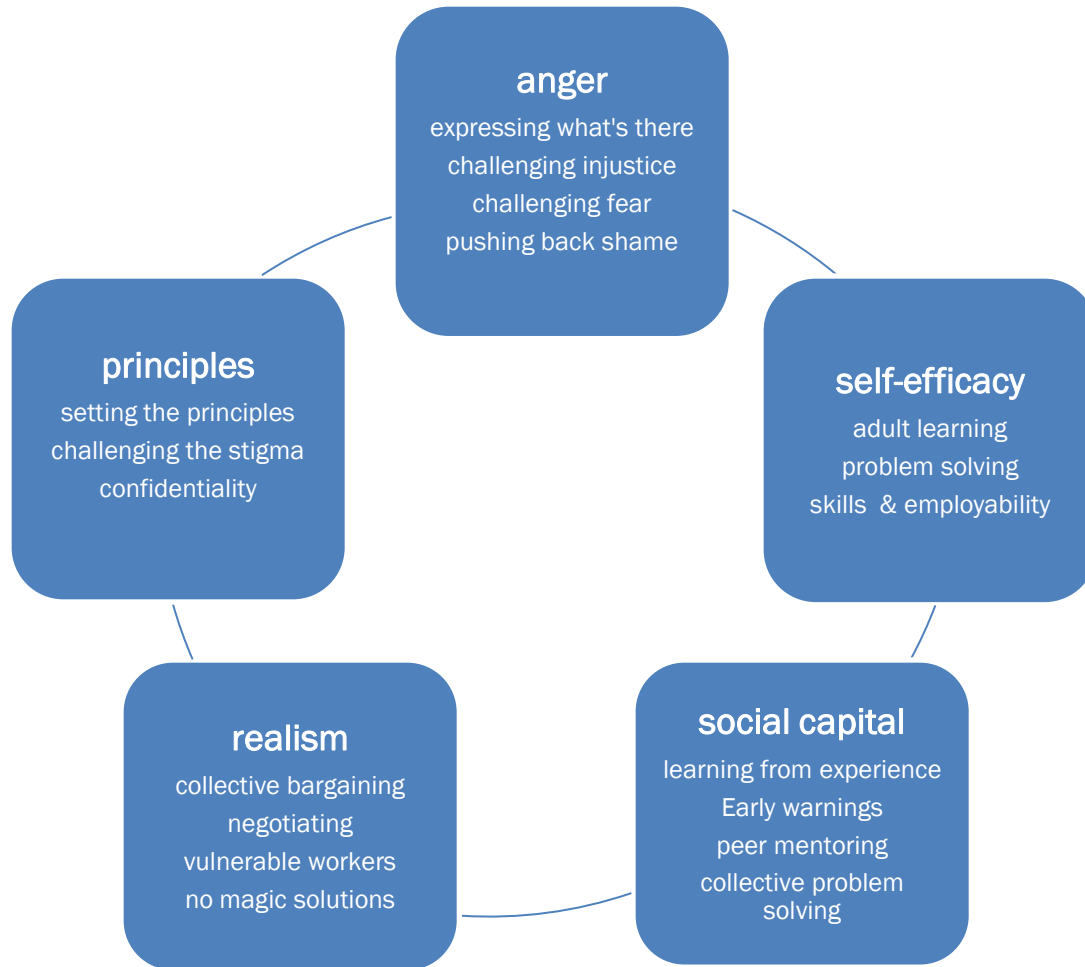 anger
expressing what's there
challenging injustice
challenging fear
pushing back shame
self-efficacy
adult learning
problem solving
skills  & employability
social capital
learning from experience
Early warnings
peer mentoring
collective problem
solving
realism
collective bargaining
negotiating
vulnerable workers
no magic solutions
principles
setting the principles
challenging the stigma
confidentiality